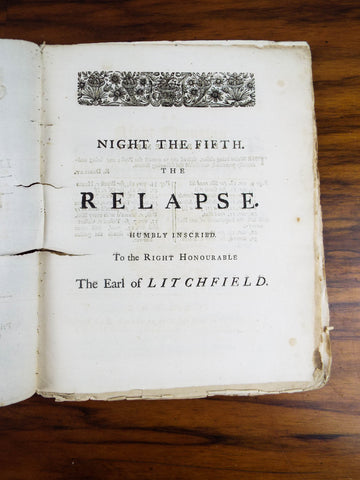 NIGHT THE FIFTH.
THE
RELAPSE.
HUMBLY INSCRIBED
To the RIGHT HONOURABLE
The Earl of LITCHFIELD.